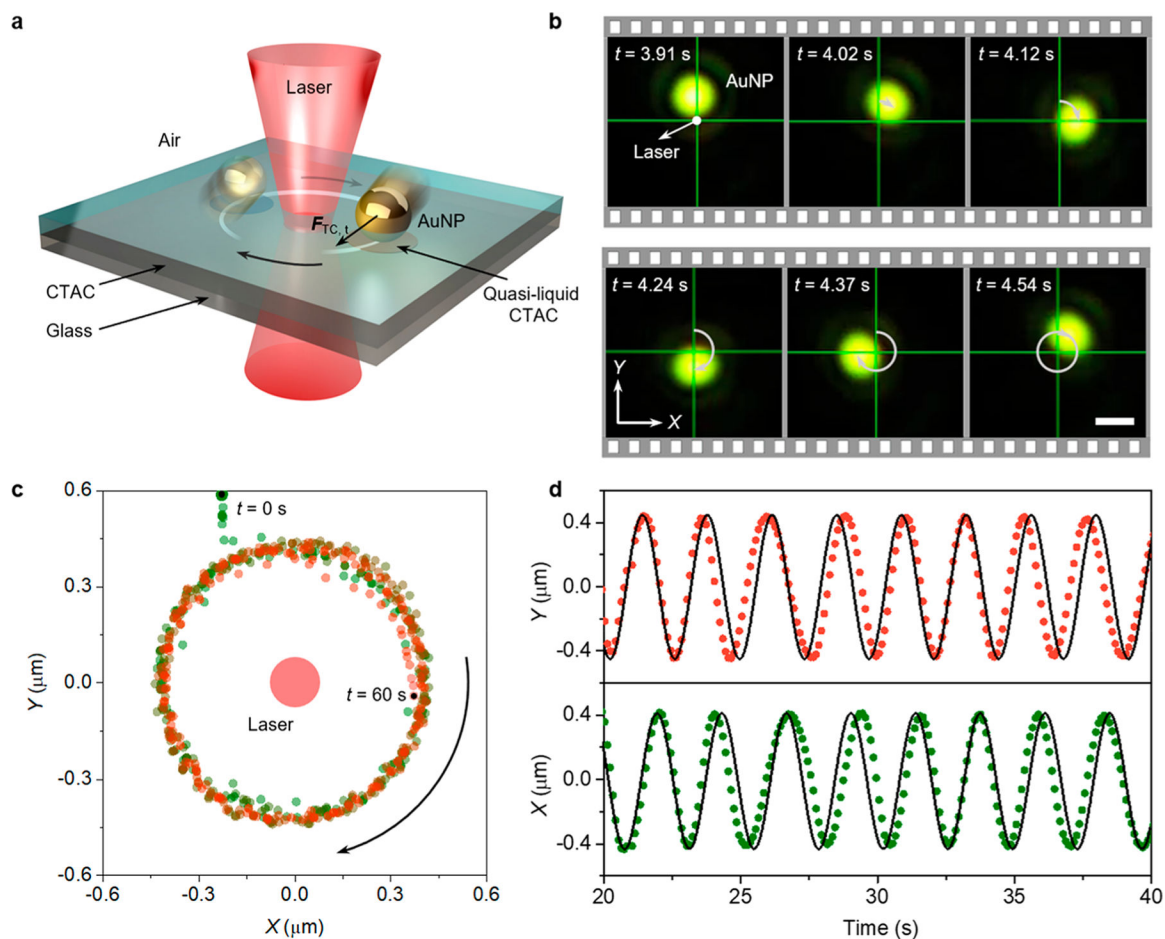 a
Laser
Air
F_TC, t
AuNP
CTAC
Glass
Quasi-liquid
CTAC
b
t = 3.91 s
AuNP
Laser
t = 4.02 s
t = 4.12 s
t = 4.24 s
Y
X
t = 4.37 s
t = 4.54 s
c
0.6
0.3
0.0
-0.3
-0.6
Y (μm)
t = 0 s
t = 60 s
Laser
-0.6 -0.3 0.0 0.3 0.6
X (μm)
d
0.4
0.0
-0.4
Y (μm)
0.4
0.0
-0.4
X (μm)
20 25 30 35 40
Time (s)